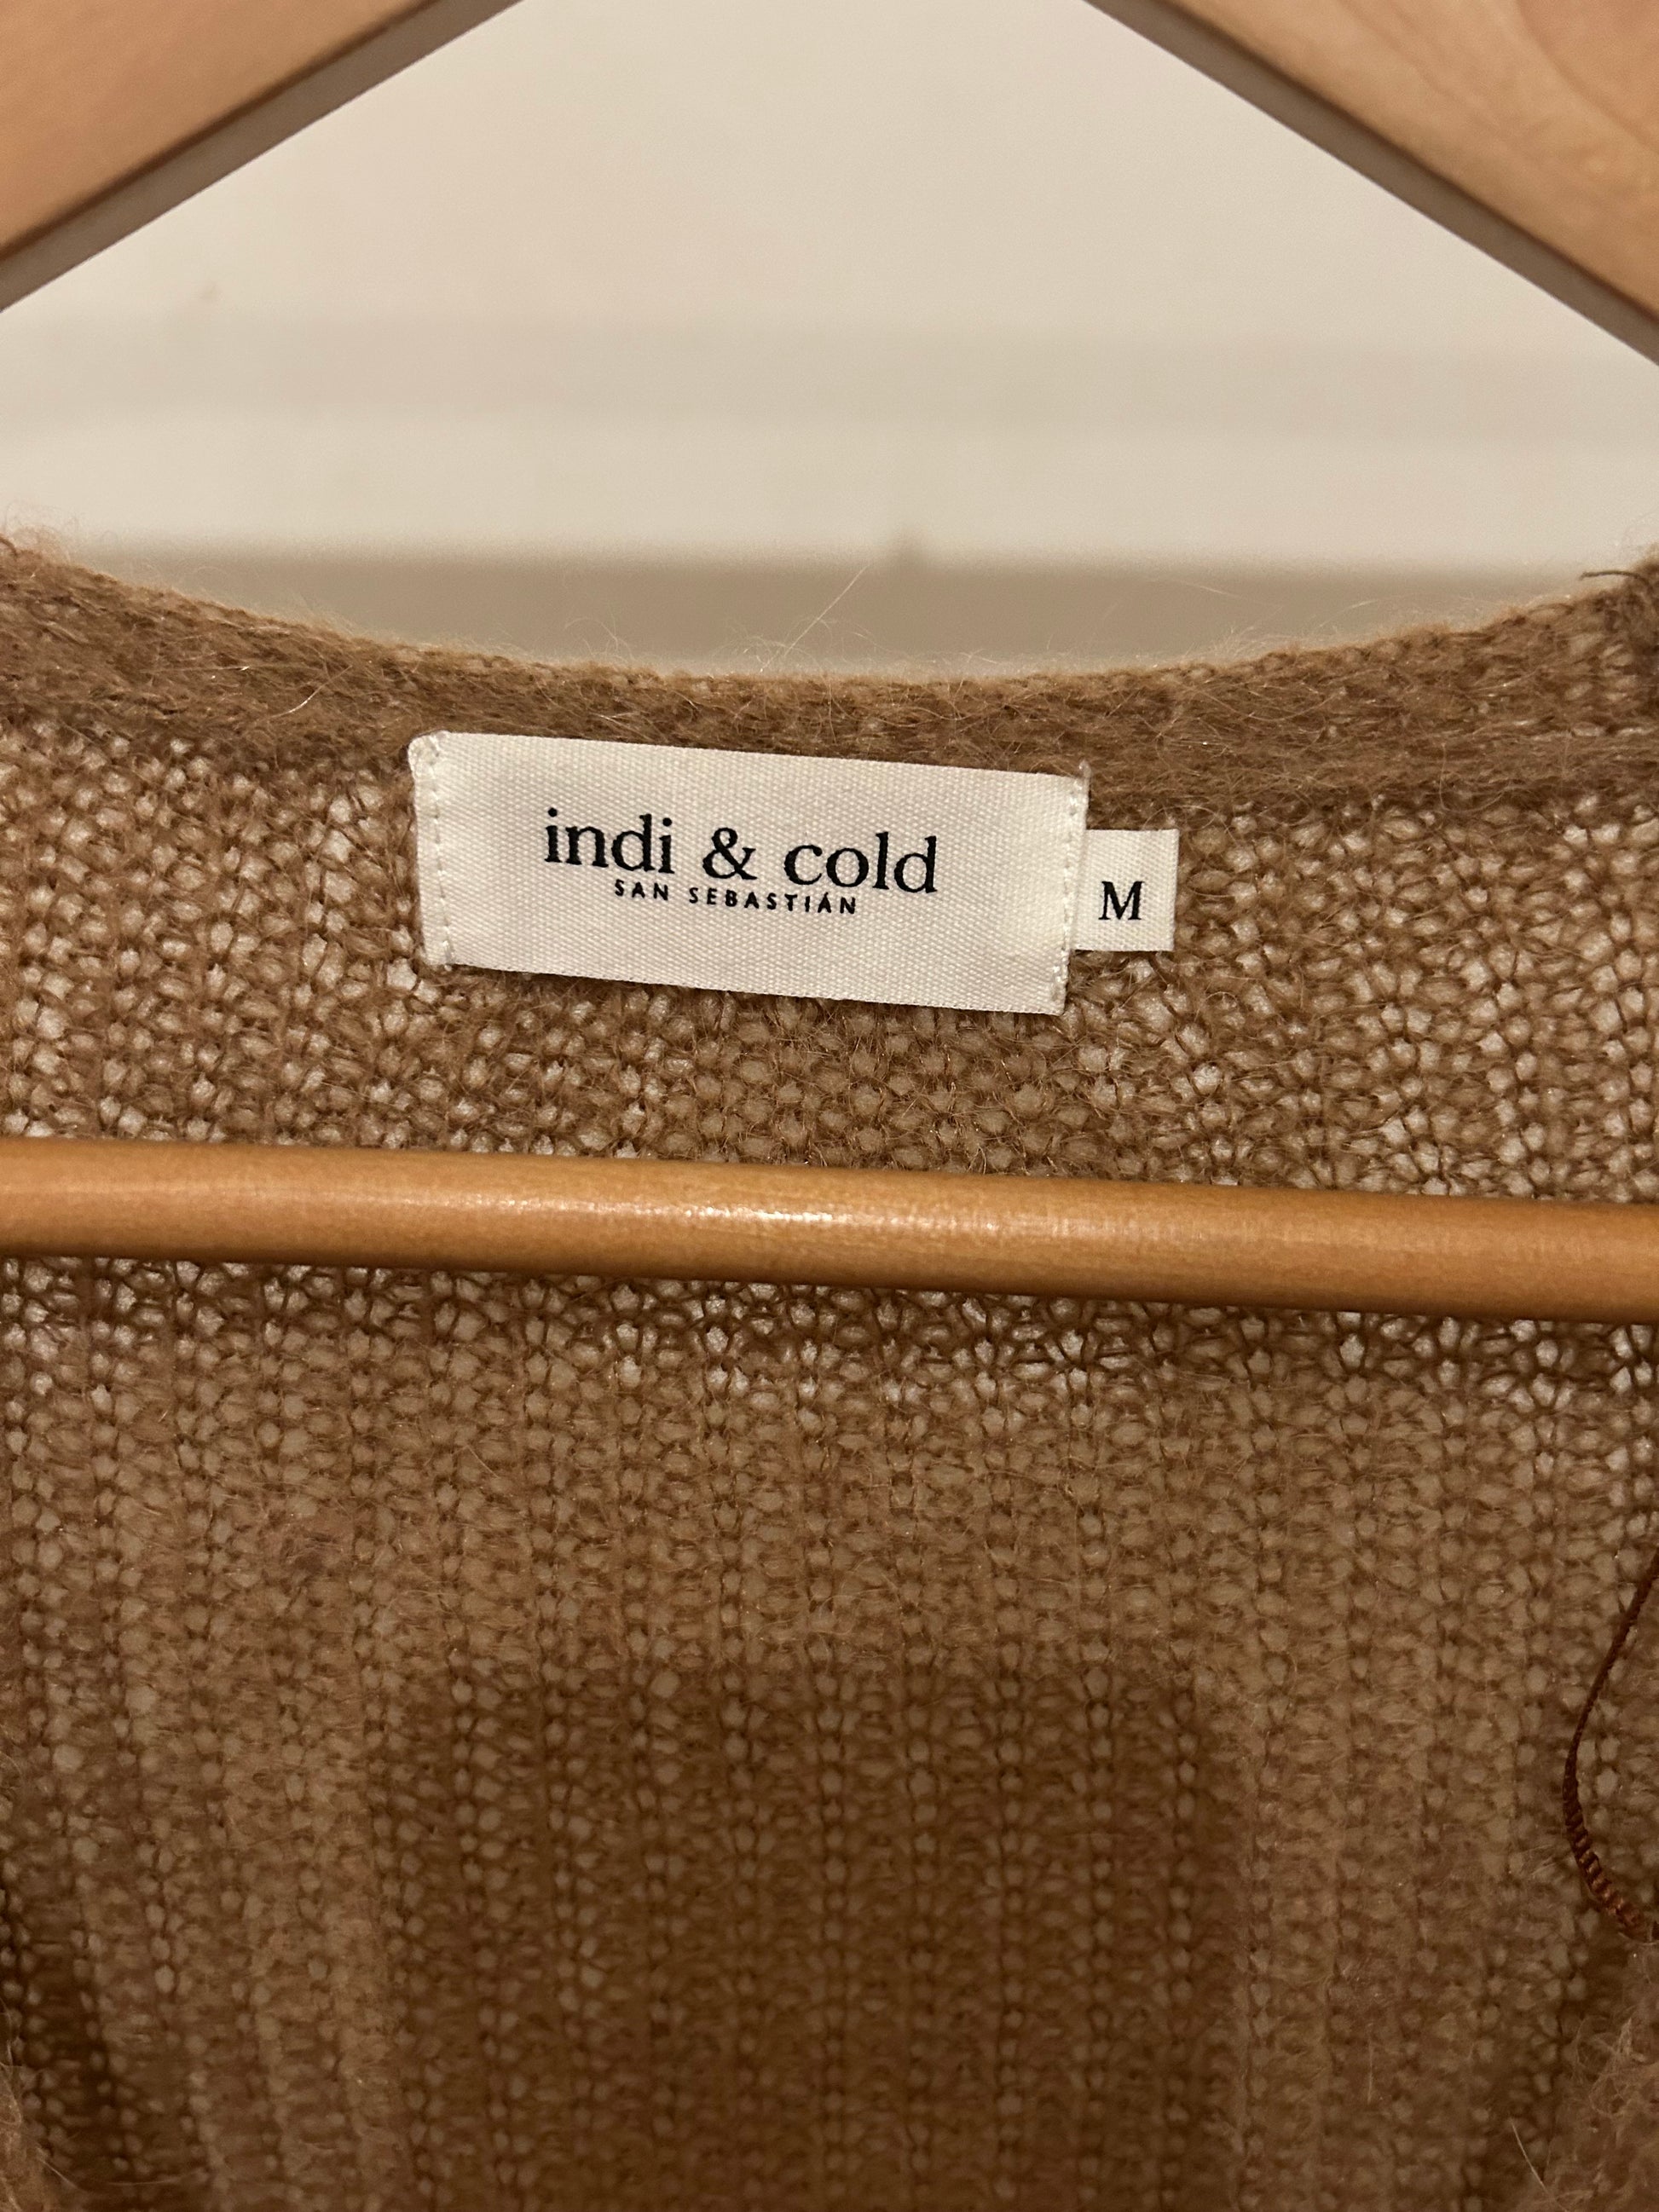 indi & cold
SAN SEBASTIÁN
M